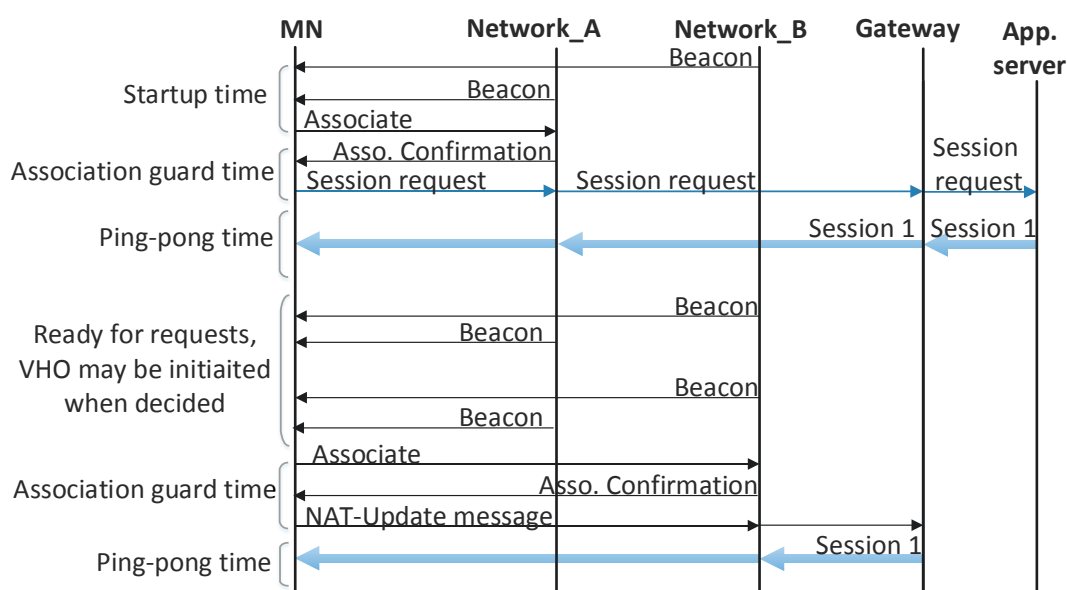 MN
Network_A
Network_B
Gateway
App.
server
Beacon
Startup time
Beacon
Associate
Asso. Confirmation
Session
request
Association guard time
Session request
Session request
Ping-pong time
Session 1
Session 1
Beacon
Ready for requests,
VHO may be initiaited
when decided
Beacon
Beacon
Beacon
Associate
Association guard time
Asso. Confirmation
NAT-Update message
Session 1
Ping-pong time